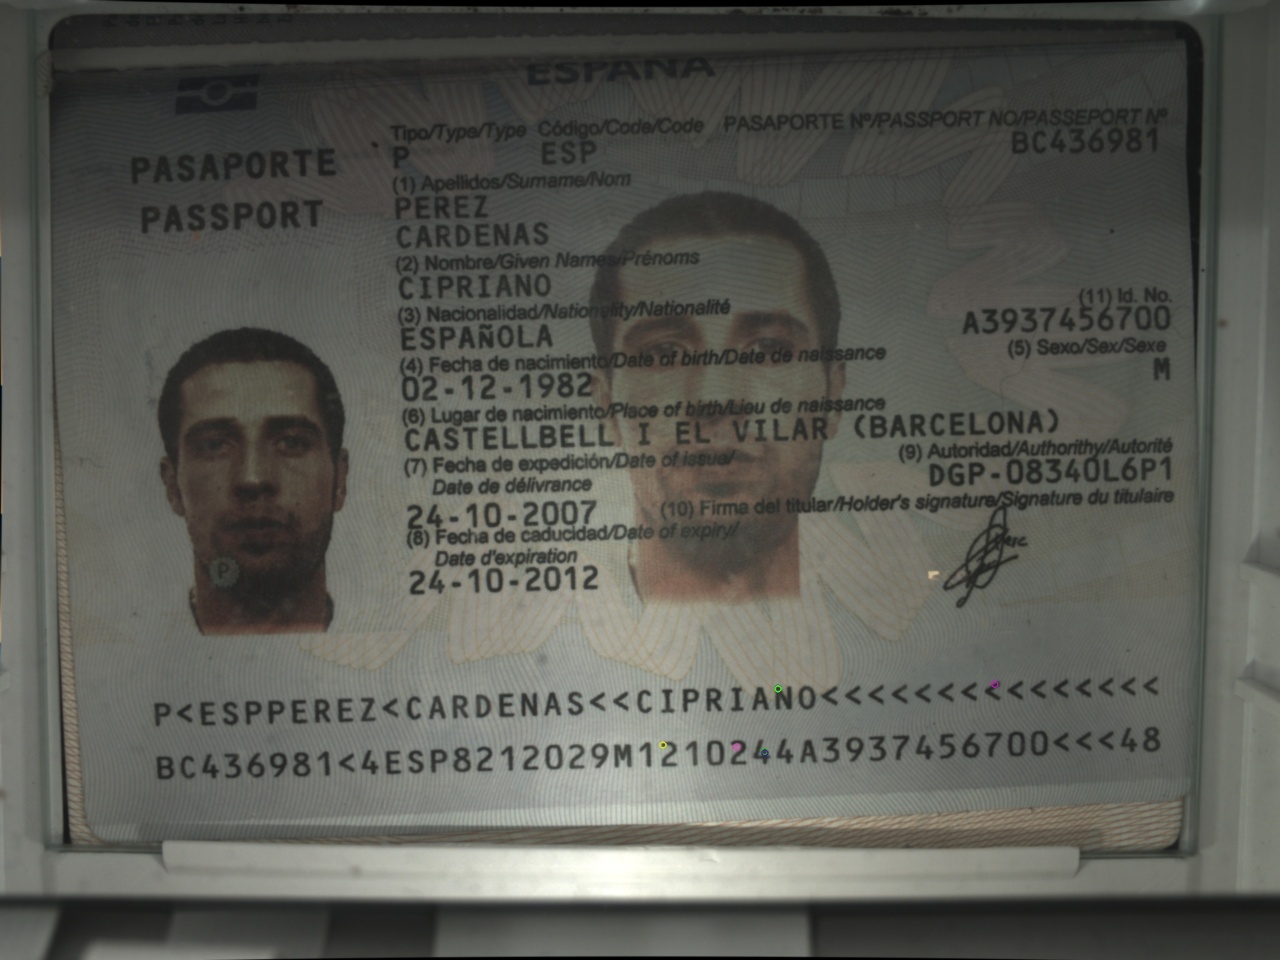 ESPAÑA
Tipo/Type/Type Código/Code/Code PASAPORTE Nº/PASSPORT NO/PASSEPORT Nº
PASAPORTE P ESP BC436981
(1) Apellidos/Surname/Nom
PASSPORT PEREZ
CARDENAS
(2) Nombre/Given Names/Prénoms
CIPRIANO
(3) Nacionalidad/Nationality/Nationalité (11) Id. No.
ESPAÑOLA A3937456700
(4) Fecha de nacimiento/Date of birth/Date de naissance (5) Sexo/Sex/Sexe
02-12-1982 M
(6) Lugar de nacimiento/Place of birth/Lieu de naissance
CASTELLBELL I EL VILAR (BARCELONA)
(7) Fecha de expedición/Date of issue/ (9) Autoridad/Authorithy/Autorité
Date de délivrance DGP-08340L6P1
24-10-2007 (10) Firma del titular/Holder's signature/Signature du titulaire
(8) Fecha de caducidad/Date of expiry/
Date d'expiration
24-10-2012
P
P<ESPPEREZ<CARDENAS<<CIPRIANO<<<<<<<<<<<<<<<
BC436981<4ESP8212029M1210244A3937456700<<<48